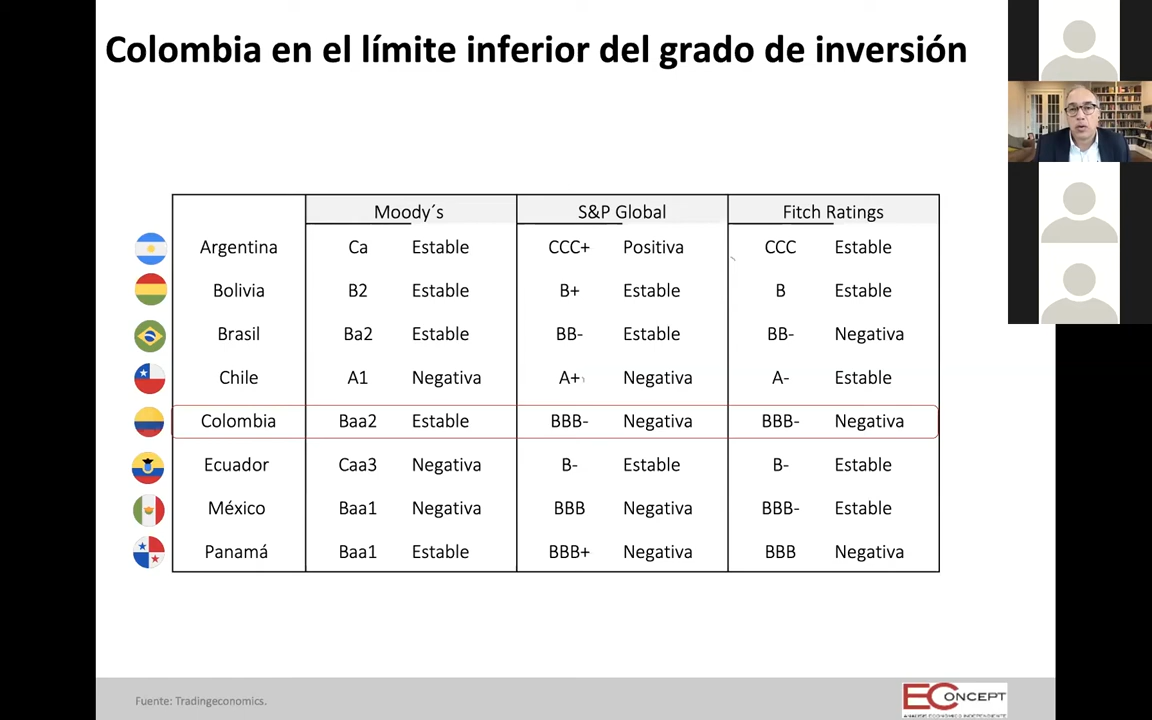 Colombia en el límite inferior del grado de inversión
Moody´s S&P Global Fitch Ratings
Argentina Ca Estable CCC+ Positiva CCC Estable
Bolivia B2 Estable B+ Estable B Estable
Brasil Ba2 Estable BB- Estable BB- Negativa
Chile A1 Negativa A+ Negativa A- Estable
Colombia Baa2 Estable BBB- Negativa BBB- Negativa
Ecuador Caa3 Negativa B- Estable B- Estable
México Baa1 Negativa BBB Negativa BBB- Estable
Panamá Baa1 Estable BBB+ Negativa BBB Negativa
Fuente: Tradingeconomics.
ECONCEPT
ANÁLISIS ECONÓMICO INDEPENDIENTE